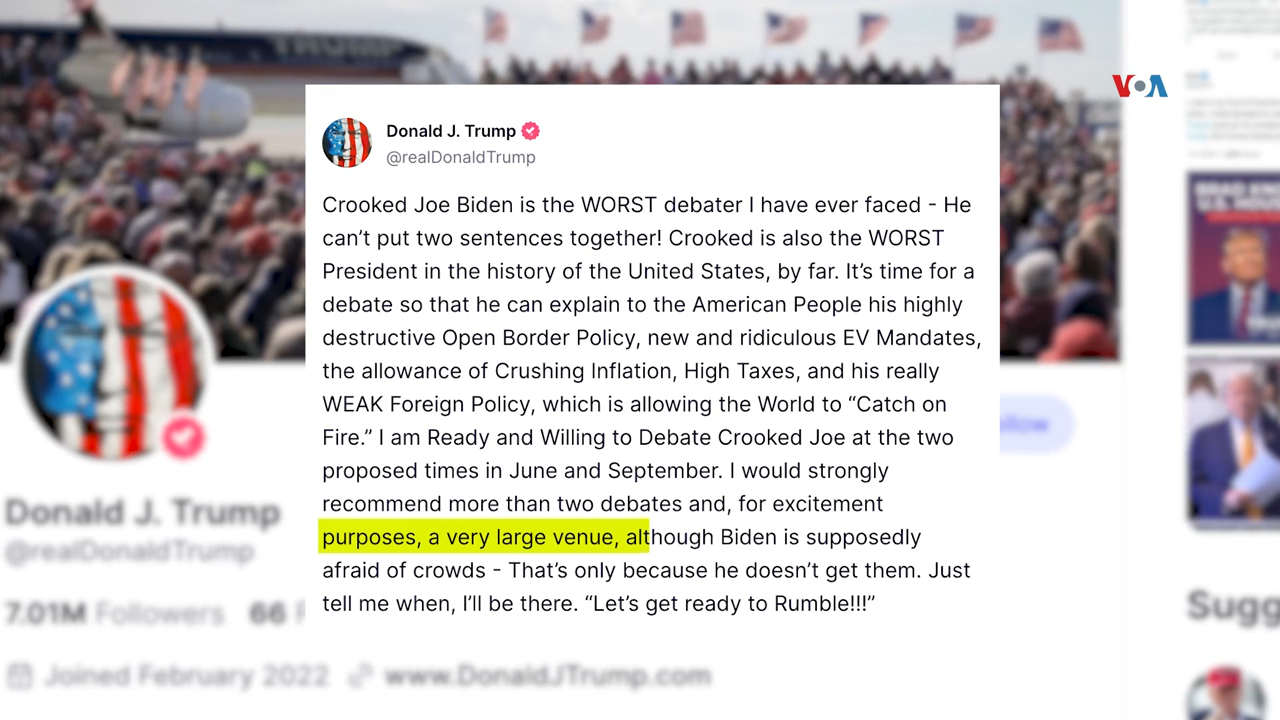 TRUMP
VOA
Donald J. Trump
@realDonaldTrump
Crooked Joe Biden is the WORST debater I have ever faced - He
can’t put two sentences together! Crooked is also the WORST
President in the history of the United States, by far. It’s time for a
debate so that he can explain to the American People his highly
destructive Open Border Policy, new and ridiculous EV Mandates,
the allowance of Crushing Inflation, High Taxes, and his really
WEAK Foreign Policy, which is allowing the World to “Catch on
Fire.” I am Ready and Willing to Debate Crooked Joe at the two
proposed times in June and September. I would strongly
recommend more than two debates and, for excitement
purposes, a very large venue, although Biden is supposedly
afraid of crowds - That’s only because he doesn’t get them. Just
tell me when, I’ll be there. “Let’s get ready to Rumble!!!”
Donald J. Trump
@realDonaldTrump
7.01M Followers 66
Joined February 2022 www.DonaldJTrump.com
Sugg